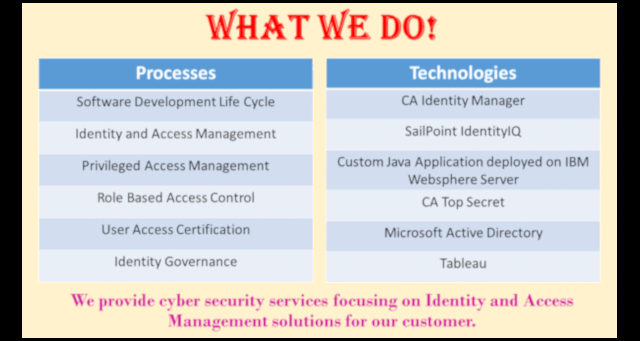 WHAT WE DO!
Processes
Software Development Life Cycle
Identity and Access Management
Privileged Access Management
Role Based Access Control
User Access Certification
Identity Governance
Technologies
CA Identity Manager
SailPoint IdentityIQ
Custom Java Application deployed on IBM
Websphere Server
CA Top Secret
Microsoft Active Directory
Tableau
We provide cyber security services focusing on Identity and Access
Management solutions for our customer.